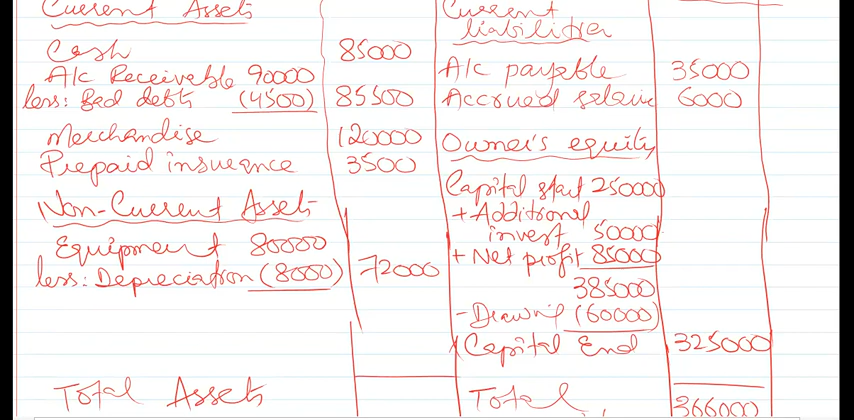 Current Assets
Cash 85000
A/c Receivable 90000
less: Bad debt (4500) 85500
Merchandise 120000
Prepaid insurance 3500
Non-Current Assets
Equipment 80000
less: Depreciation (8000) 72000
Total Assets
Current
liabilities
A/c payable 35000
Accrued salarie 6000
Owner's equity
Capital start 250000
+ Additional
invest 50000
+ Net profit 85000
385000
- Drawing (60000)
Capital End 325000
Total 366000